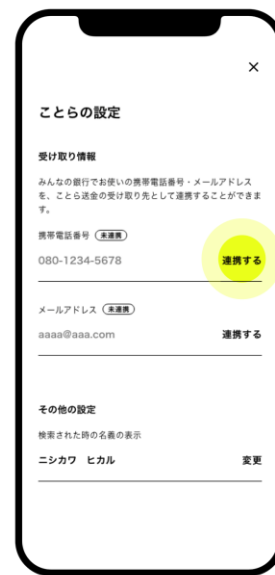 ×
ことらの設定
受け取り情報
みんなの銀行でお使いの携帯電話番号・メールアドレス
を、ことら送金の受け取り先として連携することができま
す。
携帯電話番号 未連携
080-1234-5678 連携する
メールアドレス 未連携
aaaa@aaa.com 連携する
その他の設定
検索された時の名義の表示
ニシカワ ヒカル 変更